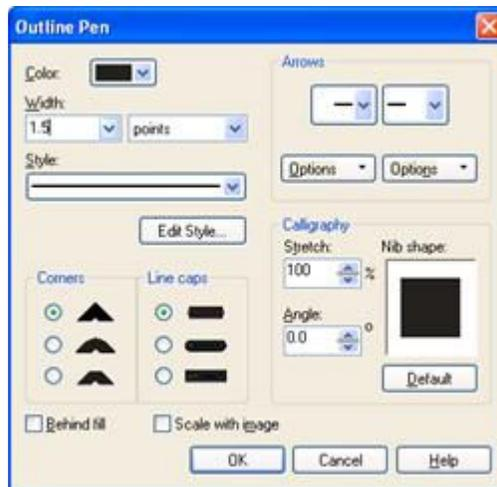 Outline Pen
Color:
Width:
1.5
points
Style:
Edit Style...
Corners
Line caps
Behind fill
Scale with image
Arrows
Options
Options
Calligraphy
Stretch:
100
%
Nib shape:
Angle:
0.0
°
Default
OK
Cancel
Help